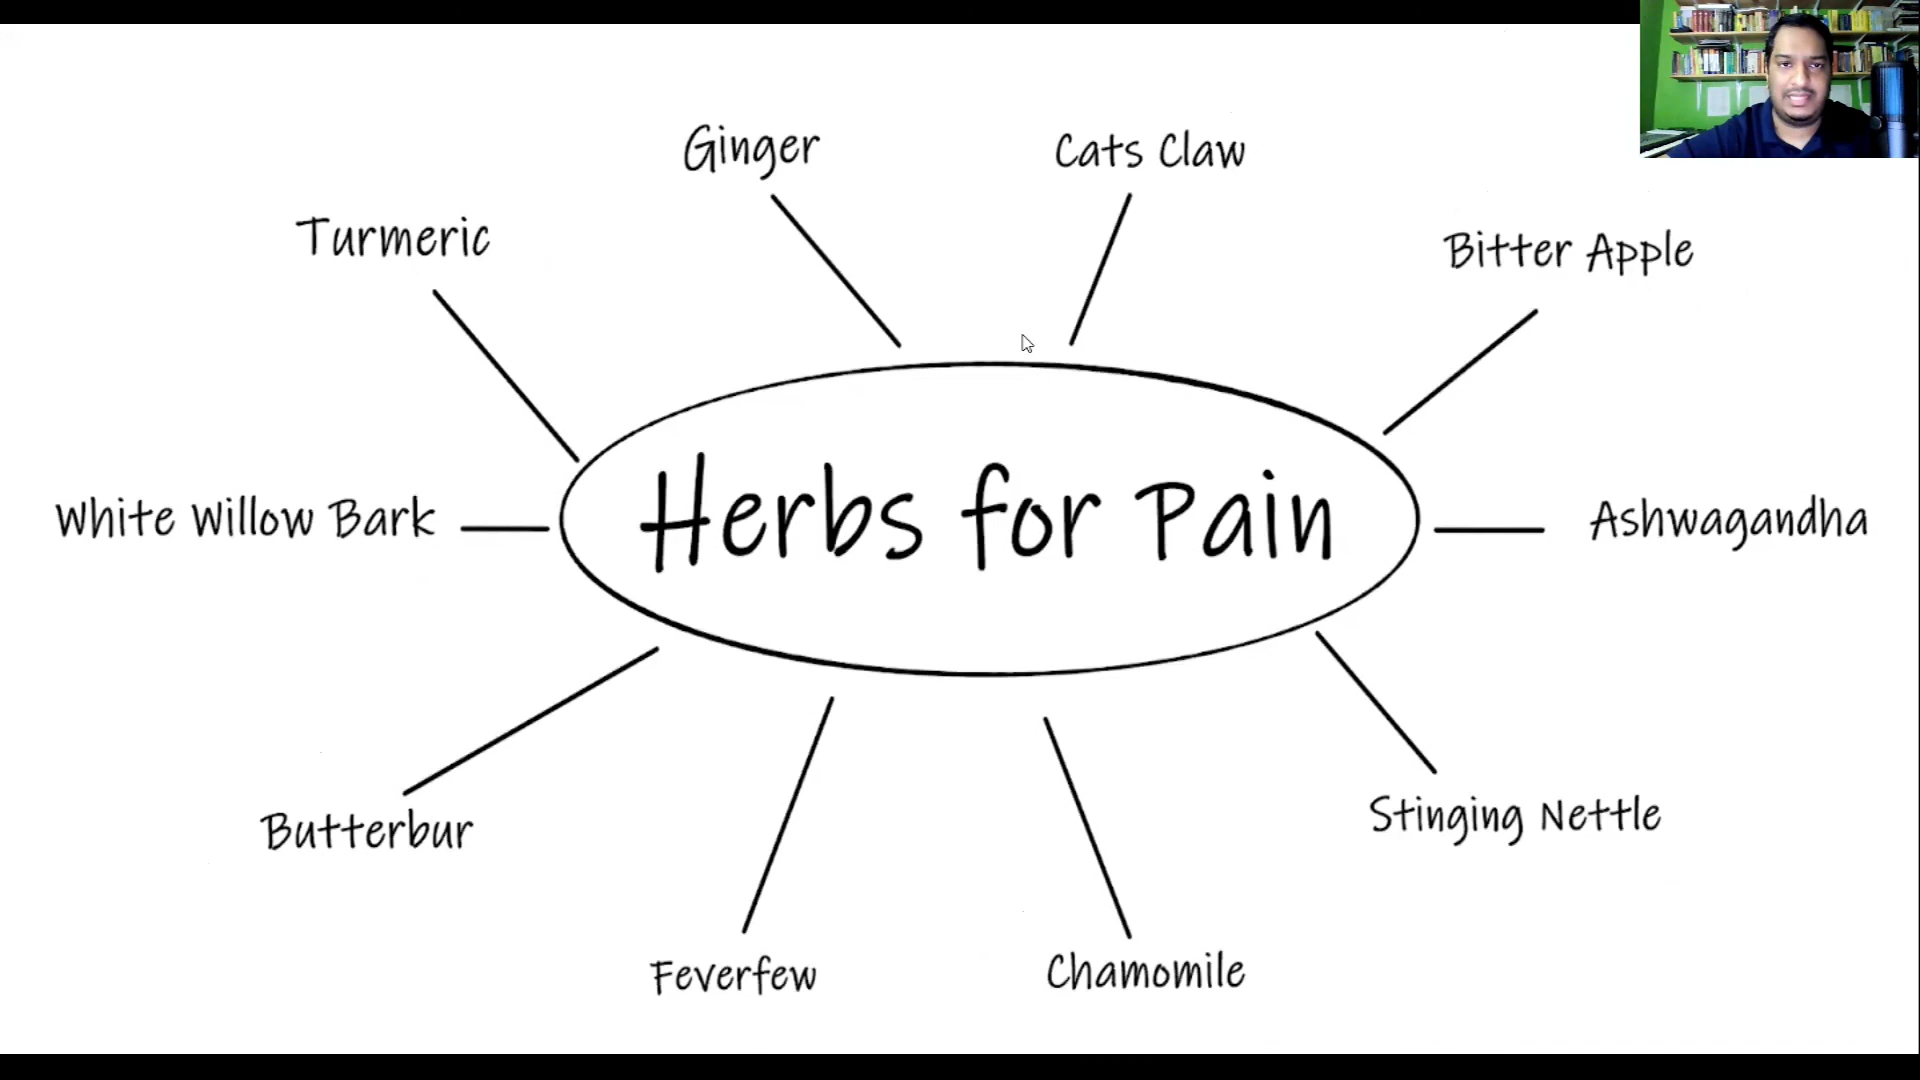 Ginger
Cats Claw
Turmeric
Bitter Apple
Herbs for Pain
White Willow Bark
Ashwagandha
Butterbur
Stinging Nettle
Feverfew
Chamomile